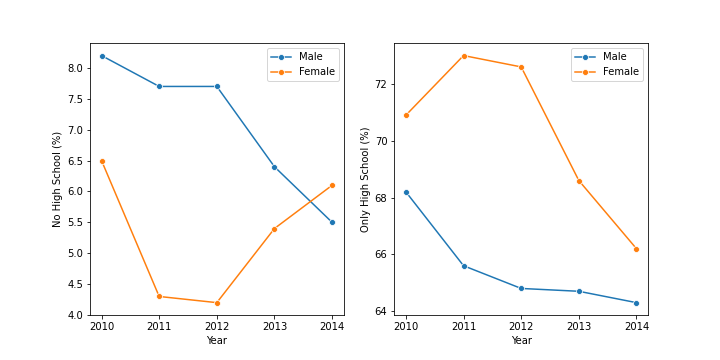 Male
Female
8.0
7.5
7.0
6.5
6.0
5.5
5.0
4.5
4.0
No High School (%)
2010 2011 2012 2013 2014
Year
Male
Female
72
70
68
66
64
Only High School (%)
2010 2011 2012 2013 2014
Year